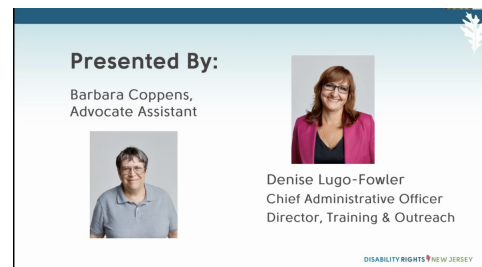 Presented By:
Barbara Coppens,
Advocate Assistant
Denise Lugo-Fowler
Chief Administrative Officer
Director, Training & Outreach
DISABILITY RIGHTS NEW JERSEY